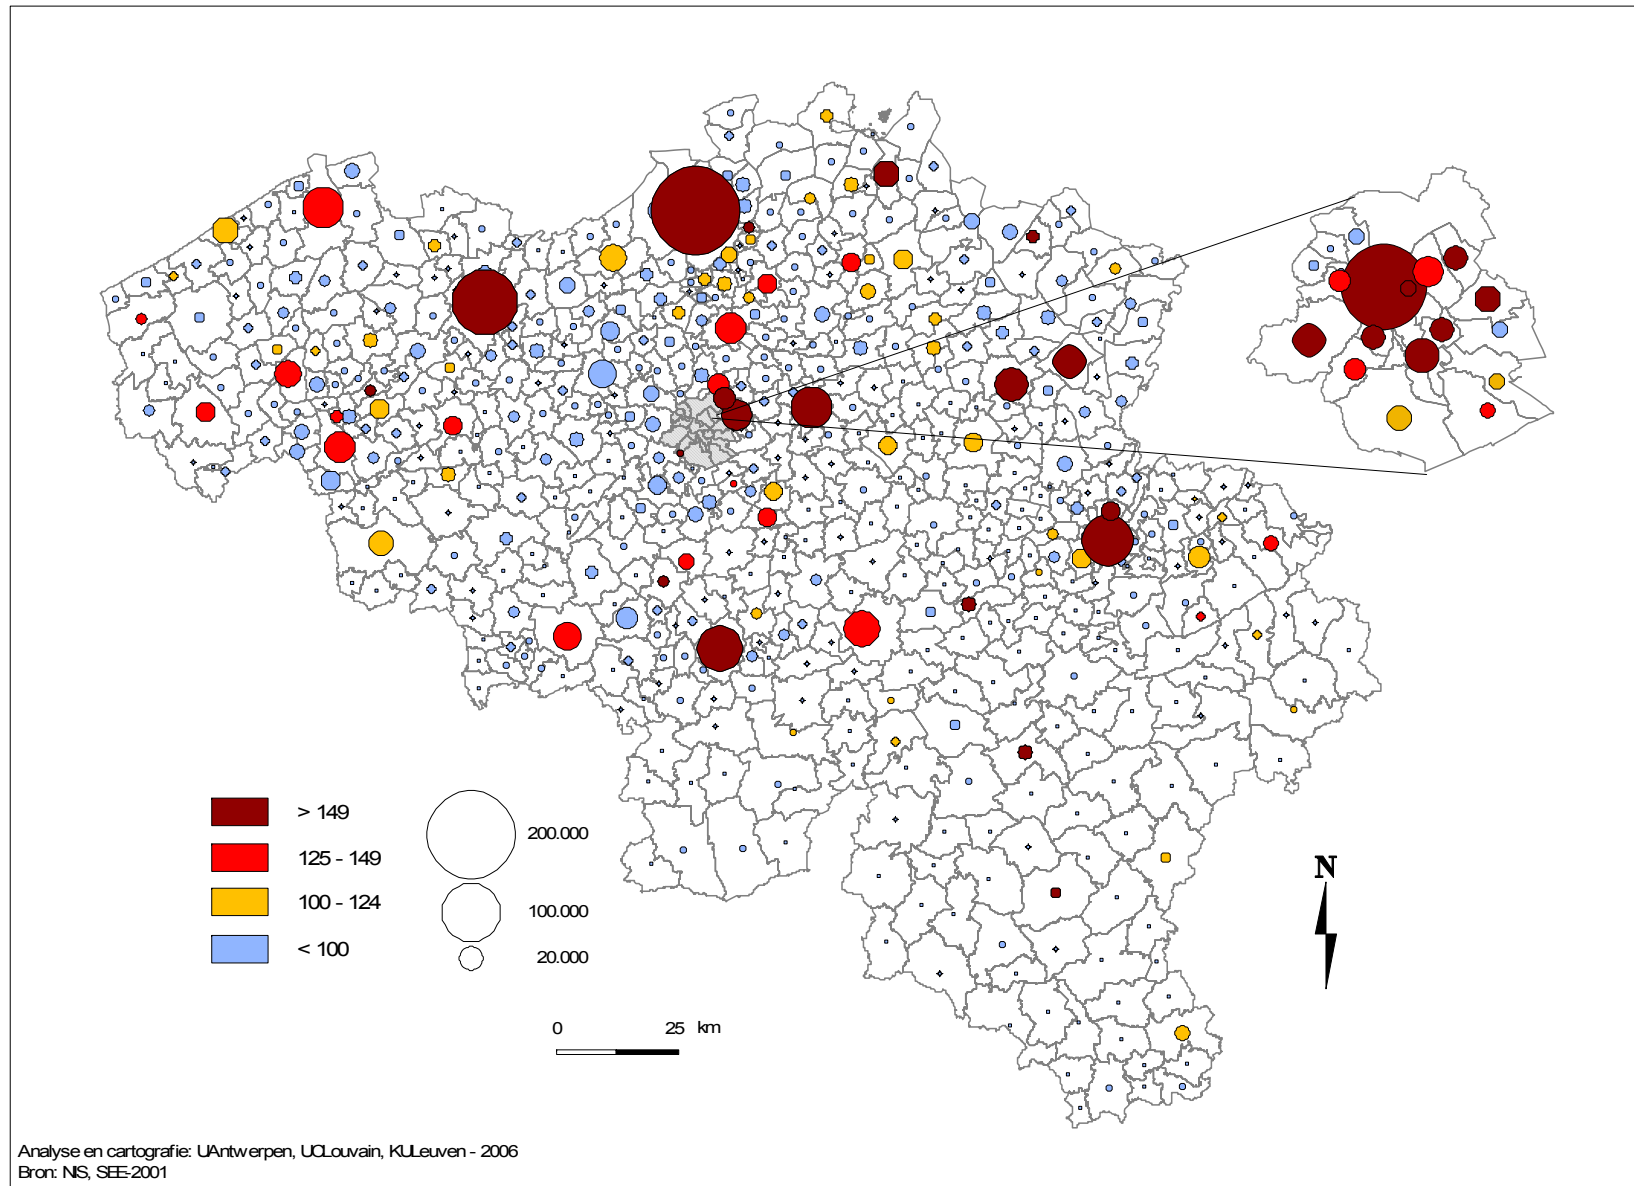 > 149
125 - 149
100 - 124
< 100
200.000
100.000
20.000
0 25 km
N
Analyse en cartografie: UAntwerpen, UCLouvain, KULeuven - 2006
Bron: NIS, SEE-2001